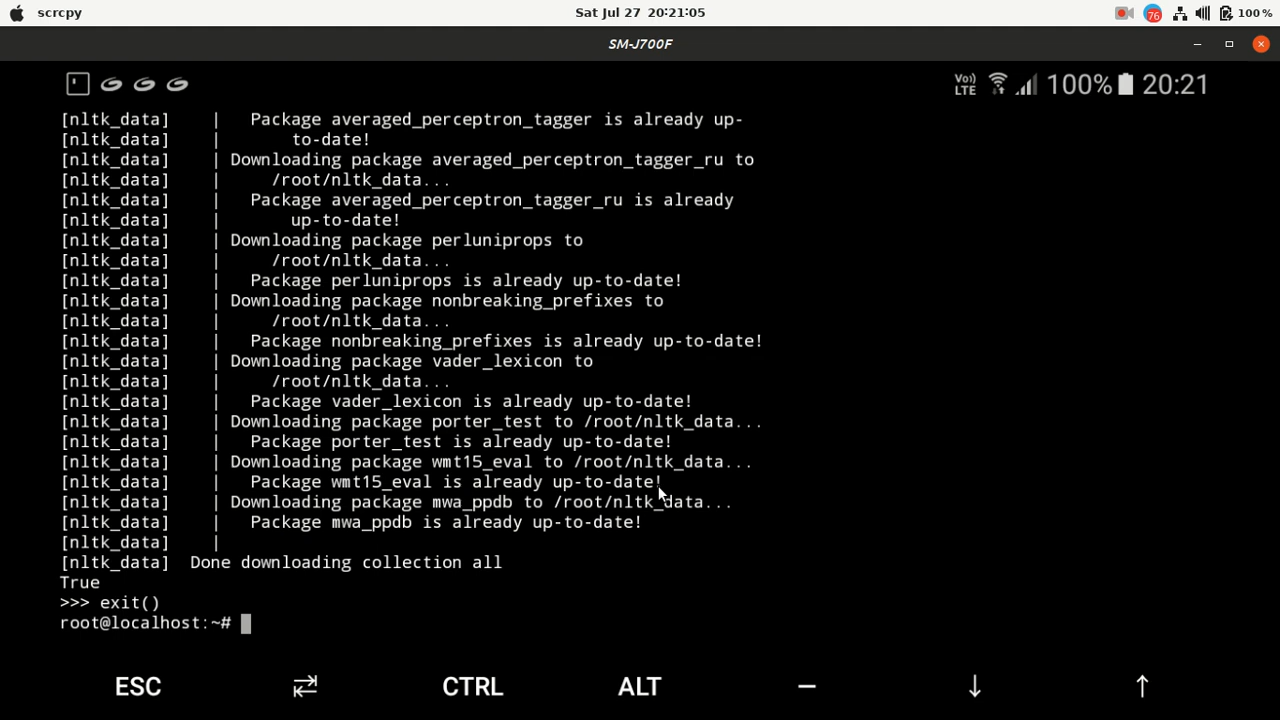 scrcpy
Sat Jul 27 20:21:05
76
100 %
SM-J700F
Vo))
LTE
100%
20:21
[nltk_data]    |   Package averaged_perceptron_tagger is already up-
[nltk_data]    |       to-date!
[nltk_data]    | Downloading package averaged_perceptron_tagger_ru to
[nltk_data]    |     /root/nltk_data...
[nltk_data]    |   Package averaged_perceptron_tagger_ru is already
[nltk_data]    |       up-to-date!
[nltk_data]    | Downloading package perluniprops to
[nltk_data]    |     /root/nltk_data...
[nltk_data]    |   Package perluniprops is already up-to-date!
[nltk_data]    | Downloading package nonbreaking_prefixes to
[nltk_data]    |     /root/nltk_data...
[nltk_data]    |   Package nonbreaking_prefixes is already up-to-date!
[nltk_data]    | Downloading package vader_lexicon to
[nltk_data]    |     /root/nltk_data...
[nltk_data]    |   Package vader_lexicon is already up-to-date!
[nltk_data]    | Downloading package porter_test to /root/nltk_data...
[nltk_data]    |   Package porter_test is already up-to-date!
[nltk_data]    | Downloading package wmt15_eval to /root/nltk_data...
[nltk_data]    |   Package wmt15_eval is already up-to-date!
[nltk_data]    | Downloading package mwa_ppdb to /root/nltk_data...
[nltk_data]    |   Package mwa_ppdb is already up-to-date!
[nltk_data]    |
[nltk_data]  Done downloading collection all
True
>>> exit()
root@localhost:~#
ESC
CTRL
ALT
—
↓
↑